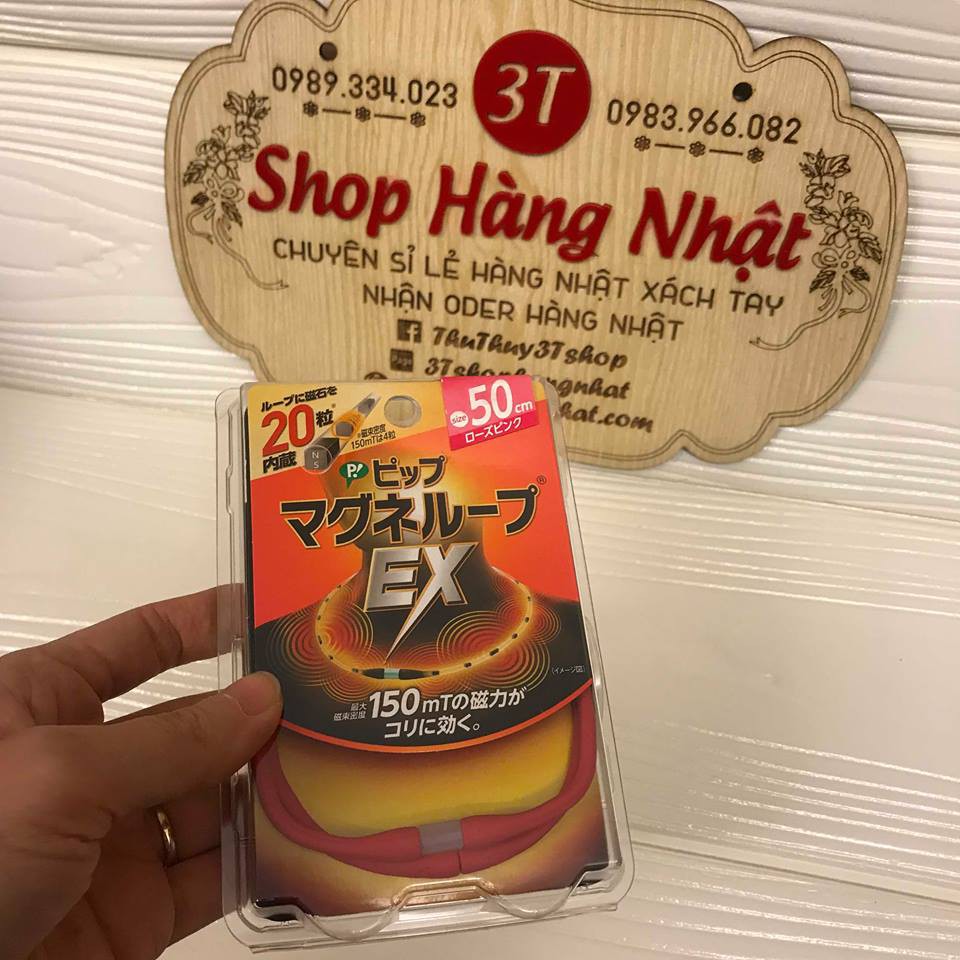 0989.334.023
3T
0983.966.082
Shop Hàng Nhật
CHUYÊN SỈ LẺ HÀNG NHẬT XÁCH TAY
NHẬN ODER HÀNG NHẬT
ThuThuy3Tshop
ループに磁石を
20粒※
内蔵
N
S
※磁束密度
150mTは4粒
size 50cm
ローズピンク
P! ピップ
マグネループ®
EX
(イメージ図)
最大
磁束密度
150mTの磁力が
コリに効く。